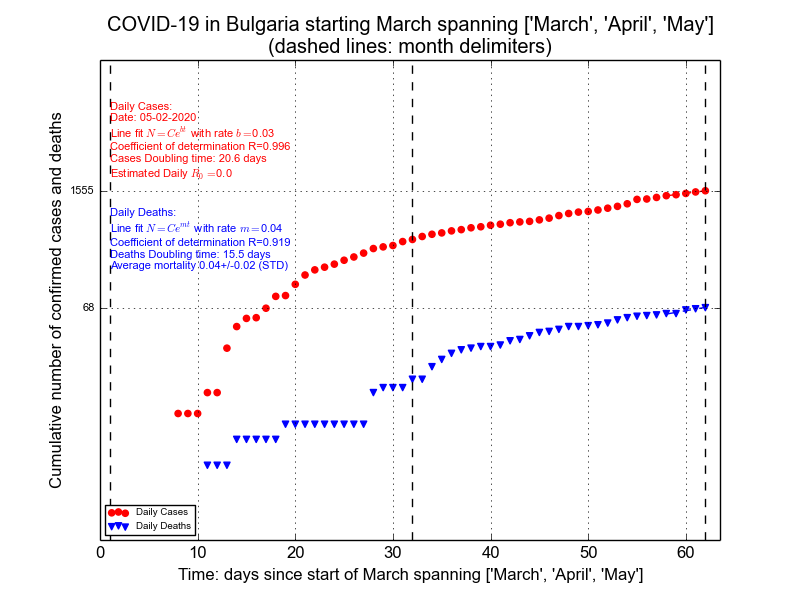 COVID-19 in Bulgaria starting March spanning ['March', 'April', 'May']
(dashed lines: month delimiters)
Cumulative number of confirmed cases and deaths
1555
68
Daily Cases:
Date: 05-02-2020
Line fit N = Ce^{bt} with rate b =0.03
Coefficient of determination R=0.996
Cases Doubling time: 20.6 days
Estimated Daily R_0 =0.0
Daily Deaths:
Line fit N = Ce^{mt} with rate m =0.04
Coefficient of determination R=0.919
Deaths Doubling time: 15.5 days
Average mortality 0.04+/-0.02 (STD)
Daily Cases
Daily Deaths
0 10 20 30 40 50 60
Time: days since start of March spanning ['March', 'April', 'May']